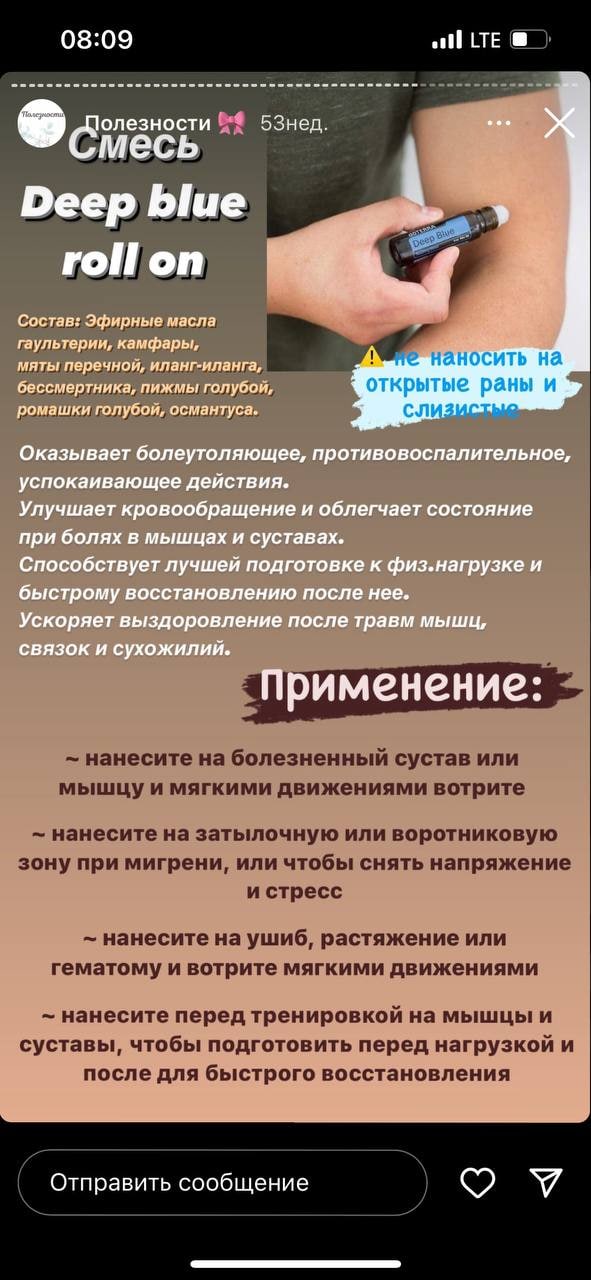 08:09
LTE
Полезности
Полезности 🎀 53нед.
Смесь
Deep blue
roll on
dōTERRA
Deep Blue
Состав: Эфирные масла
гаультерии, камфары,
мяты перечной, иланг-иланга,
бессмертника, пижмы голубой,
ромашки голубой, османтуса.
⚠️ не наносить на
открытые раны и
слизистые
Оказывает болеутоляющее, противовоспалительное,
успокаивающее действия.
Улучшает кровообращение и облегчает состояние
при болях в мышцах и суставах.
Способствует лучшей подготовке к физ.нагрузке и
быстрому восстановлению после нее.
Ускоряет выздоровление после травм мышц,
связок и сухожилий.
Применение:
~ нанесите на болезненный сустав или
мышцу и мягкими движениями вотрите
~ нанесите на затылочную или воротниковую
зону при мигрени, или чтобы снять напряжение
и стресс
~ нанесите на ушиб, растяжение или
гематому и вотрите мягкими движениями
~ нанесите перед тренировкой на мышцы и
суставы, чтобы подготовить перед нагрузкой и
после для быстрого восстановления
Отправить сообщение